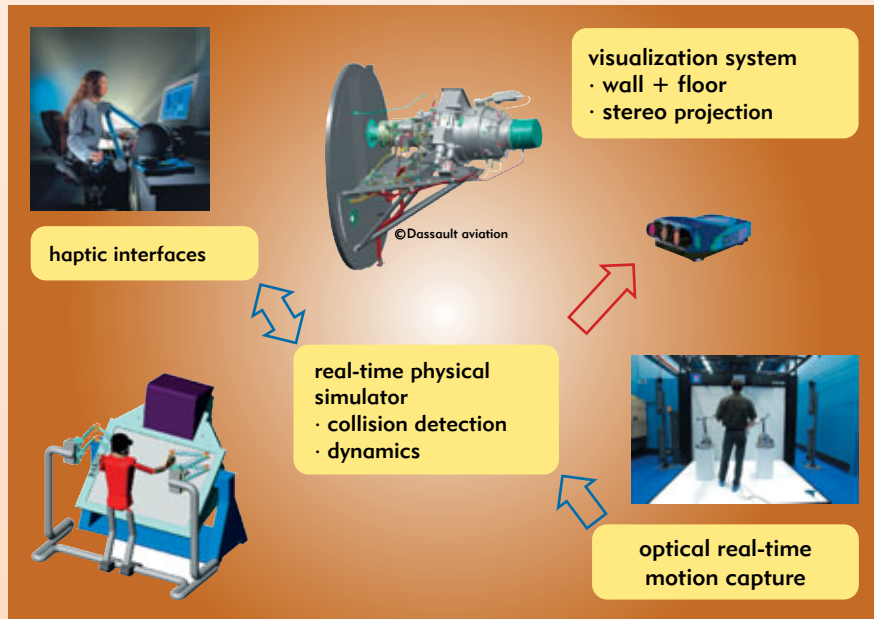 visualization system
· wall + floor
· stereo projection
©Dassault aviation
haptic interfaces
real-time physical
simulator
· collision detection
· dynamics
optical real-time
motion capture